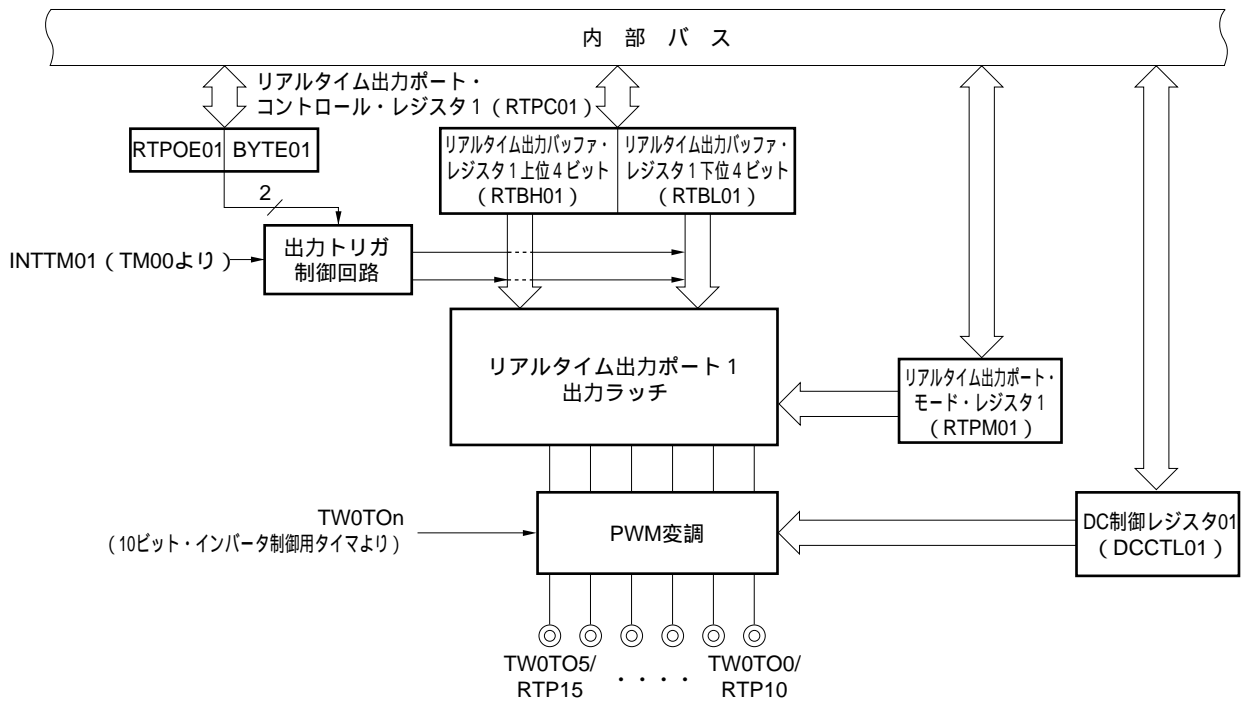 内 部 バ ス
リアルタイム出力ポート・
コントロール・レジスタ1（RTPC01）
RTPOE01 BYTE01
リアルタイム出力バッファ・
レジスタ1上位4ビット
（RTBH01）
リアルタイム出力バッファ・
レジスタ1下位4ビット
（RTBL01）
2
INTTM01（TM00より）
出力トリガ
制御回路
リアルタイム出力ポート1
出力ラッチ
リアルタイム出力ポート・
モード・レジスタ1
（RTPM01）
TW0TOn
（10ビット・インバータ制御用タイマより）
PWM変調
DC制御レジスタ01
（DCCTL01）
TW0TO5/
RTP15
・・・・
TW0TO0/
RTP10